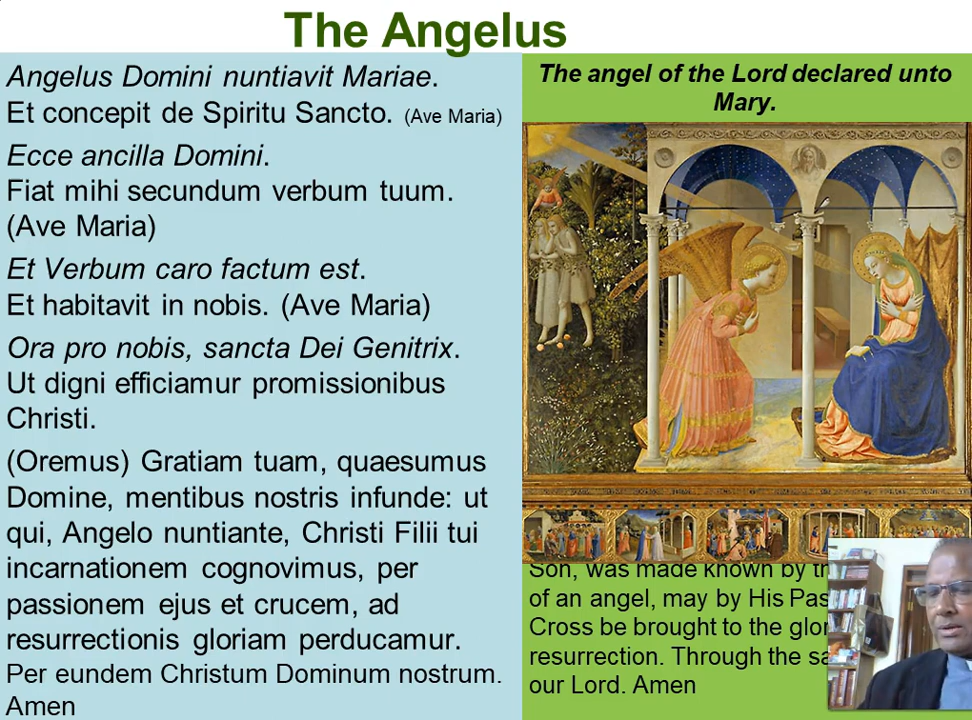 The Angelus
Angelus Domini nuntiavit Mariae.
Et concepit de Spiritu Sancto. (Ave Maria)
Ecce ancilla Domini.
Fiat mihi secundum verbum tuum.
(Ave Maria)
Et Verbum caro factum est.
Et habitavit in nobis. (Ave Maria)
Ora pro nobis, sancta Dei Genitrix.
Ut digni efficiamur promissionibus
Christi.
(Oremus) Gratiam tuam, quaesumus
Domine, mentibus nostris infunde: ut
qui, Angelo nuntiante, Christi Filii tui
incarnationem cognovimus, per
passionem ejus et crucem, ad
resurrectionis gloriam perducamur.
Per eundem Christum Dominum nostrum.
Amen
The angel of the Lord declared unto
Mary.
Son, was made known by
of an angel, may by His
Cross be brought to the
resurrection. Through the
our Lord. Amen